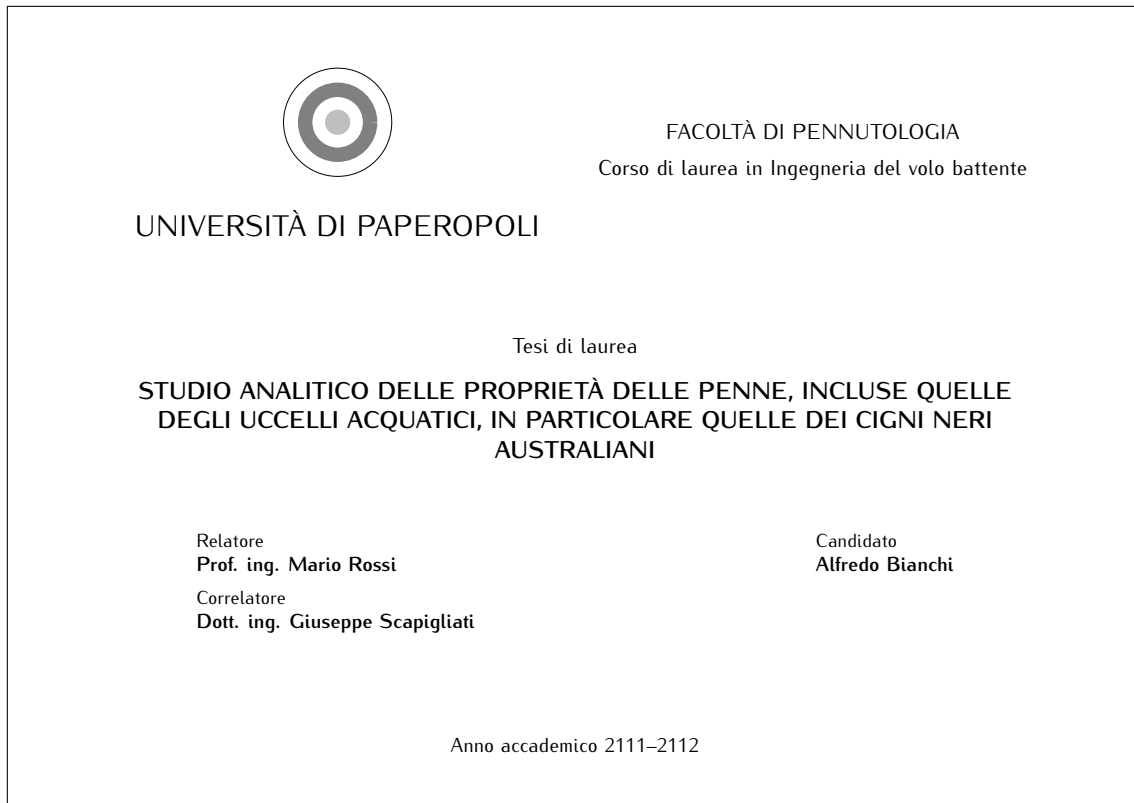 UNIVERSITÀ DI PAPEROPOLI
FACOLTÀ DI PENNUTOLOGIA
Corso di laurea in Ingegneria del volo battente
Tesi di laurea
STUDIO ANALITICO DELLE PROPRIETÀ DELLE PENNE, INCLUSE QUELLE
DEGLI UCCELLI ACQUATICI, IN PARTICOLARE QUELLE DEI CIGNI NERI
AUSTRALIANI
Relatore
Prof. ing. Mario Rossi
Correlatore
Dott. ing. Giuseppe Scapigliati
Candidato
Alfredo Bianchi
Anno accademico 2111–2112